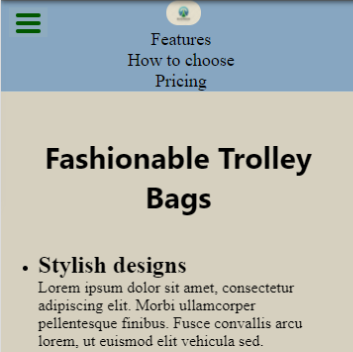 Features
How to choose
Pricing
Fashionable Trolley
Bags
Stylish designs
Lorem ipsum dolor sit amet, consectetur
adipiscing elit. Morbi ullamcorper
pellentesque finibus. Fusce convallis arcu
lorem, ut euismod elit vehicula sed.